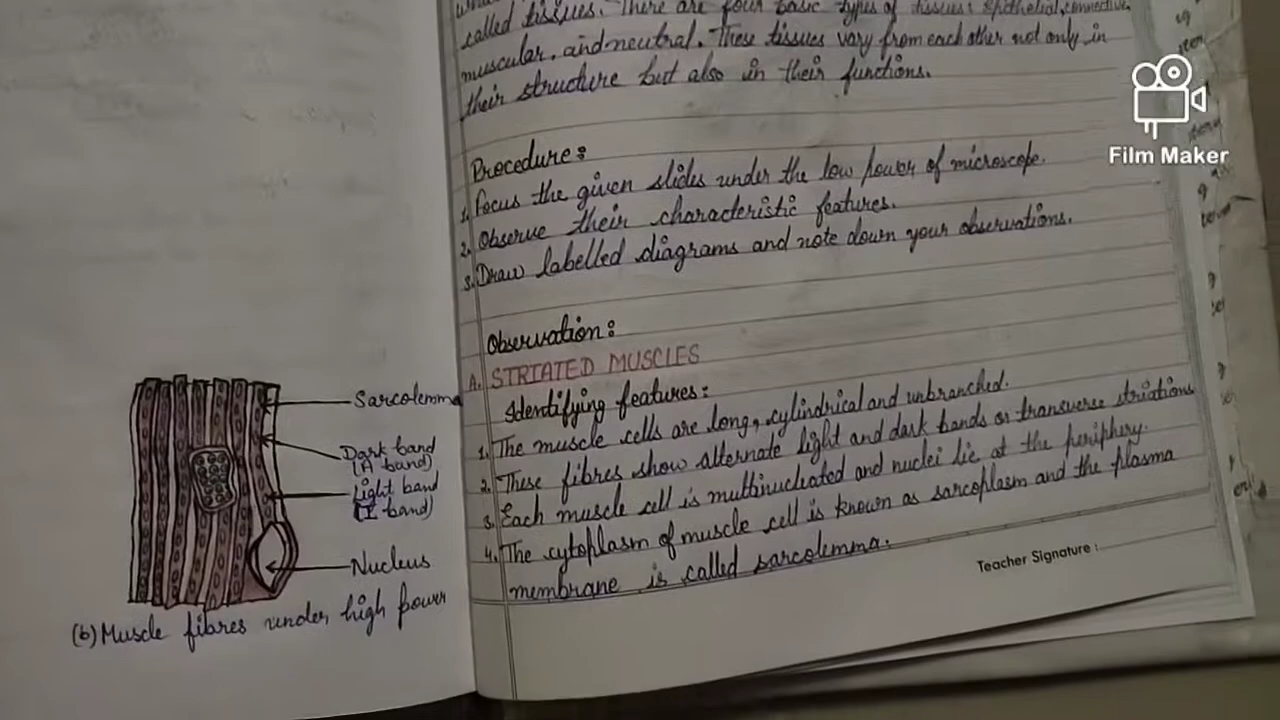 called tissues. There are four basic types of tissues: Epithelial, connective,
muscular, and neutral. These tissues vary from each other not only in
their structure but also in their functions.
Procedure:
1. Focus the given slides under the low power of microscope.
2. Observe their characteristic features.
3. Draw labelled diagrams and note down your observations.
Observation:
A. STRIATED MUSCLES
Identifying features:
1. The muscle cells are long, cylindrical and unbranched.
2. These fibres show alternate light and dark bands or transverse striations
3. Each muscle cell is multinucleated and nuclei lie at the periphery.
4. The cytoplasm of muscle cell is known as sarcoplasm and the plasma
membrane is called sarcolemma.
Teacher Signature :
Sarcolemma
Dark band
(A band)
Light band
(I band)
Nucleus
(b) Muscle fibres under high power
Film Maker